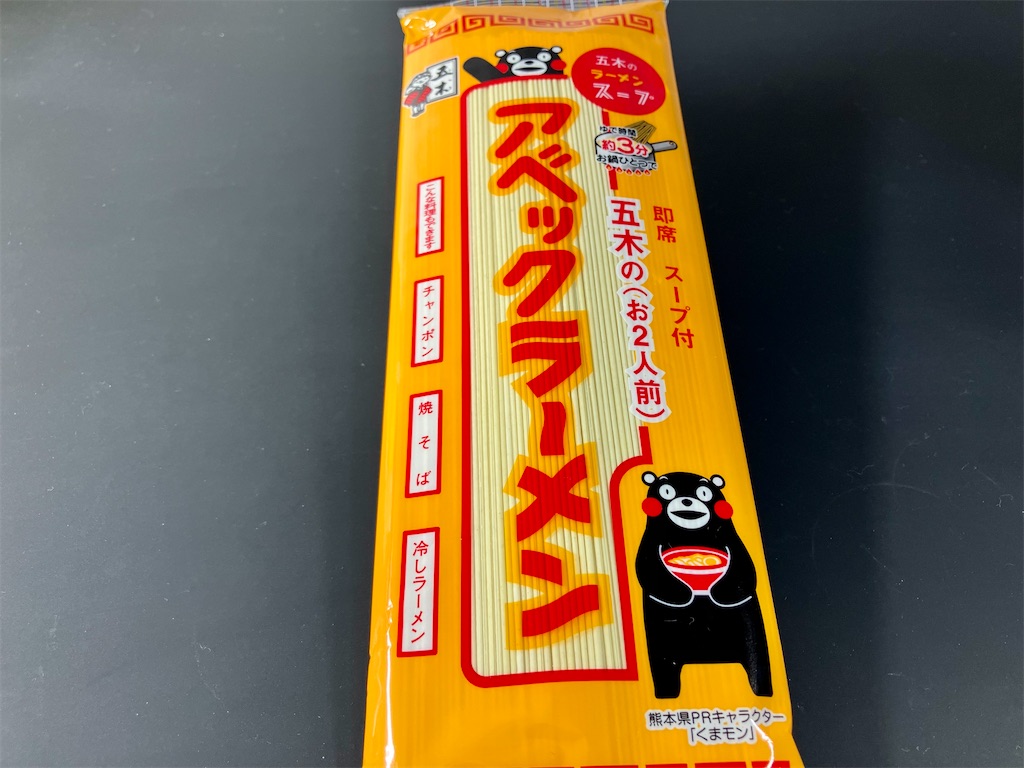 五木
五木の
ラーメン
スープ
ゆで時間
約3分
お鍋ひとつで
即席 スープ付
五木の(お2人前)
アベックラーメン
こんな料理もできます
チャンポン
焼そば
冷しラーメン
熊本県PRキャラクター
「くまモン」